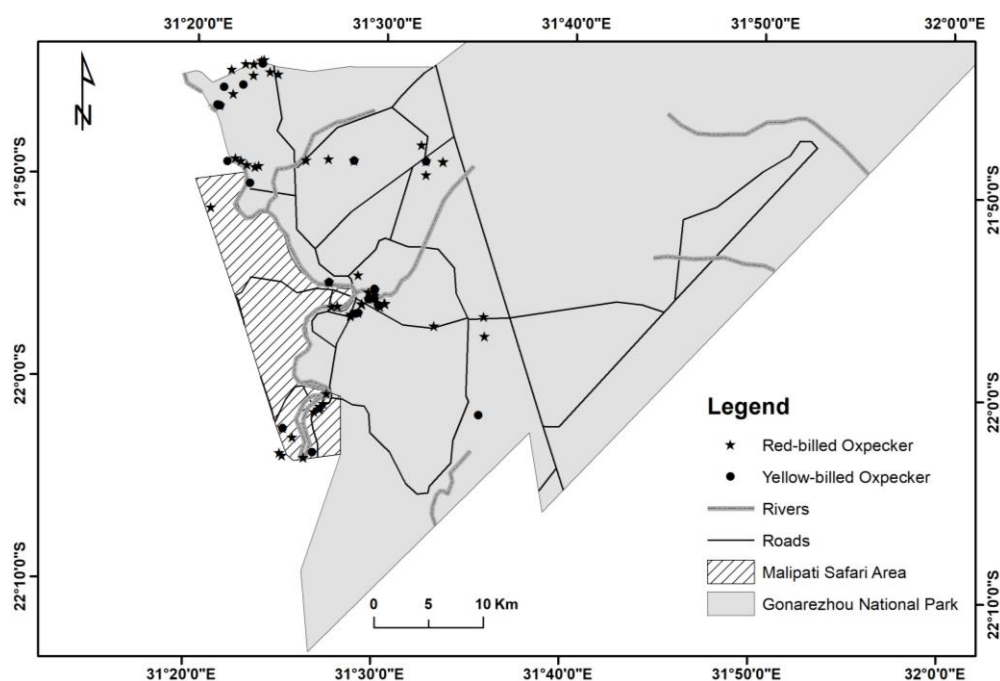 31°20'0"E 31°30'0"E 31°40'0"E 31°50'0"E 32°0'0"E
N
21°50'0"S 21°50'0"S
22°0'0"S 22°0'0"S
Legend
Red-billed Oxpecker
Yellow-billed Oxpecker
Rivers
Roads
Malipati Safari Area
Gonarezhou National Park
22°10'0"S 22°10'0"S
0 5 10 Km
31°20'0"E 31°30'0"E 31°40'0"E 31°50'0"E 32°0'0"E